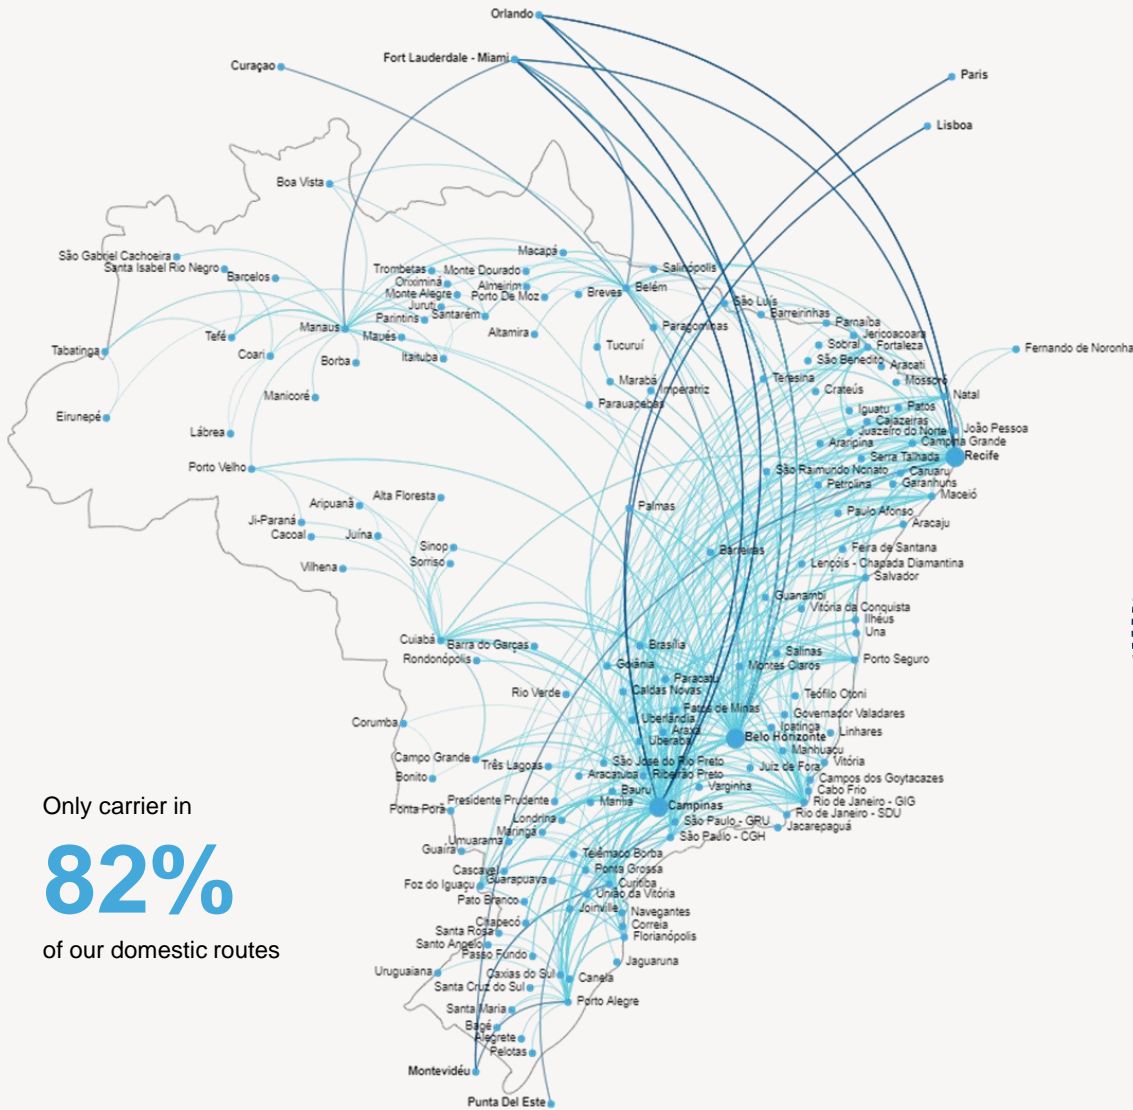 Orlando
Fort Lauderdale - Miami
Curaçao
Paris
Lisboa
Boa Vista
São Gabriel Cachoeira
Santa Isabel Rio Negro
Barcelos
Macapá
Trombetas
Monte Dourado
Salinópolis
Oriximiná
Almeirim
Monte Alegre
Porto De Moz
Breves
Belém
Juruti
Santarém
São Luís
Barreirinhas
Parintins
Parnaíba
Manaus
Maués
Altamira
Paragominas
Jericoacoara
Tefé
Sobral
Fortaleza
Tabatinga
Coari
Borba
Itaituba
Tucuruí
São Benedito
Aracati
Fernando de Noronha
Marabá
Imperatriz
Teresina
Mossoró
Manicoré
Parauapebas
Crateús
Natal
Eirunepé
Iguatu
Patos
Cajazeiras
Lábrea
Juazeiro do Norte
João Pessoa
Araripina
Campina Grande
Serra Talhada
Recife
Porto Velho
São Raimundo Nonato
Caruaru
Petrolina
Garanhuns
Aripuanã
Alta Floresta
Palmas
Maceió
Ji-Paraná
Paulo Afonso
Aracaju
Cacoal
Juína
Sinop
Barreiras
Feira de Santana
Vilhena
Sorriso
Lençóis - Chapada Diamantina
Salvador
Guanambi
Vitória da Conquista
Ilhéus
Una
Cuiabá
Barra do Garças
Brasília
Rondonópolis
Goiânia
Salinas
Montes Claros
Porto Seguro
Paracatu
Rio Verde
Caldas Novas
Teófilo Otoni
Patos de Minas
Governador Valadares
Corumba
Uberlândia
Araxá
Ipatinga
Linhares
Uberaba
Belo Horizonte
Manhuaçu
Campo Grande
Três Lagoas
São José do Rio Preto
Juiz de Fora
Vitória
Bonito
Aracatuba
Ribeirão Preto
Campos dos Goytacazes
Bauru
Varginha
Cabo Frio
Ponta Porã
Presidente Prudente
Marília
Campinas
Rio de Janeiro - GIG
Londrina
São Paulo - GRU
Rio de Janeiro - SDU
Maringá
São Paulo - CGH
Jacarepaguá
Umuarama
Guaíra
Telêmaco Borba
Cascavel
Ponta Grossa
Foz do Iguaçu
Guarapuava
Curitiba
União da Vitória
Pato Branco
Joinville
Navegantes
Chapecó
Correia
Santa Rosa
Florianópolis
Santo Angelo
Passo Fundo
Jaguaruna
Uruguaiana
Caxias do Sul
Canela
Santa Cruz do Sul
Porto Alegre
Santa Maria
Bagé
Alegrete
Pelotas
Montevidéu
Punta Del Este
Only carrier in
82%
of our domestic routes